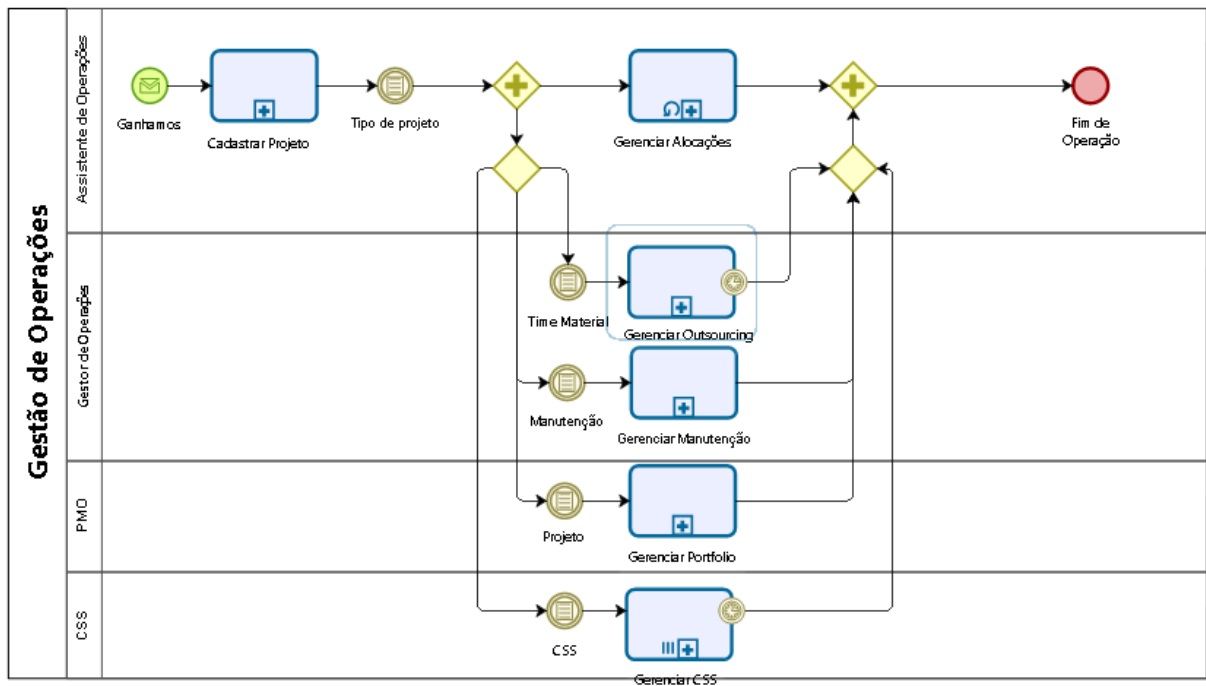 Gestão de Operações
Assistente de Operações
Ganhamos
Cadastrar Projeto
Tipo de projeto
Gerenciar Alocações
Fim de
Operação
Gestor de Operações
Time Material
Gerenciar Outsourcing
Manutenção
Gerenciar Manutenção
PMO
Projeto
Gerenciar Portfolio
CSS
CSS
Gerenciar CSS